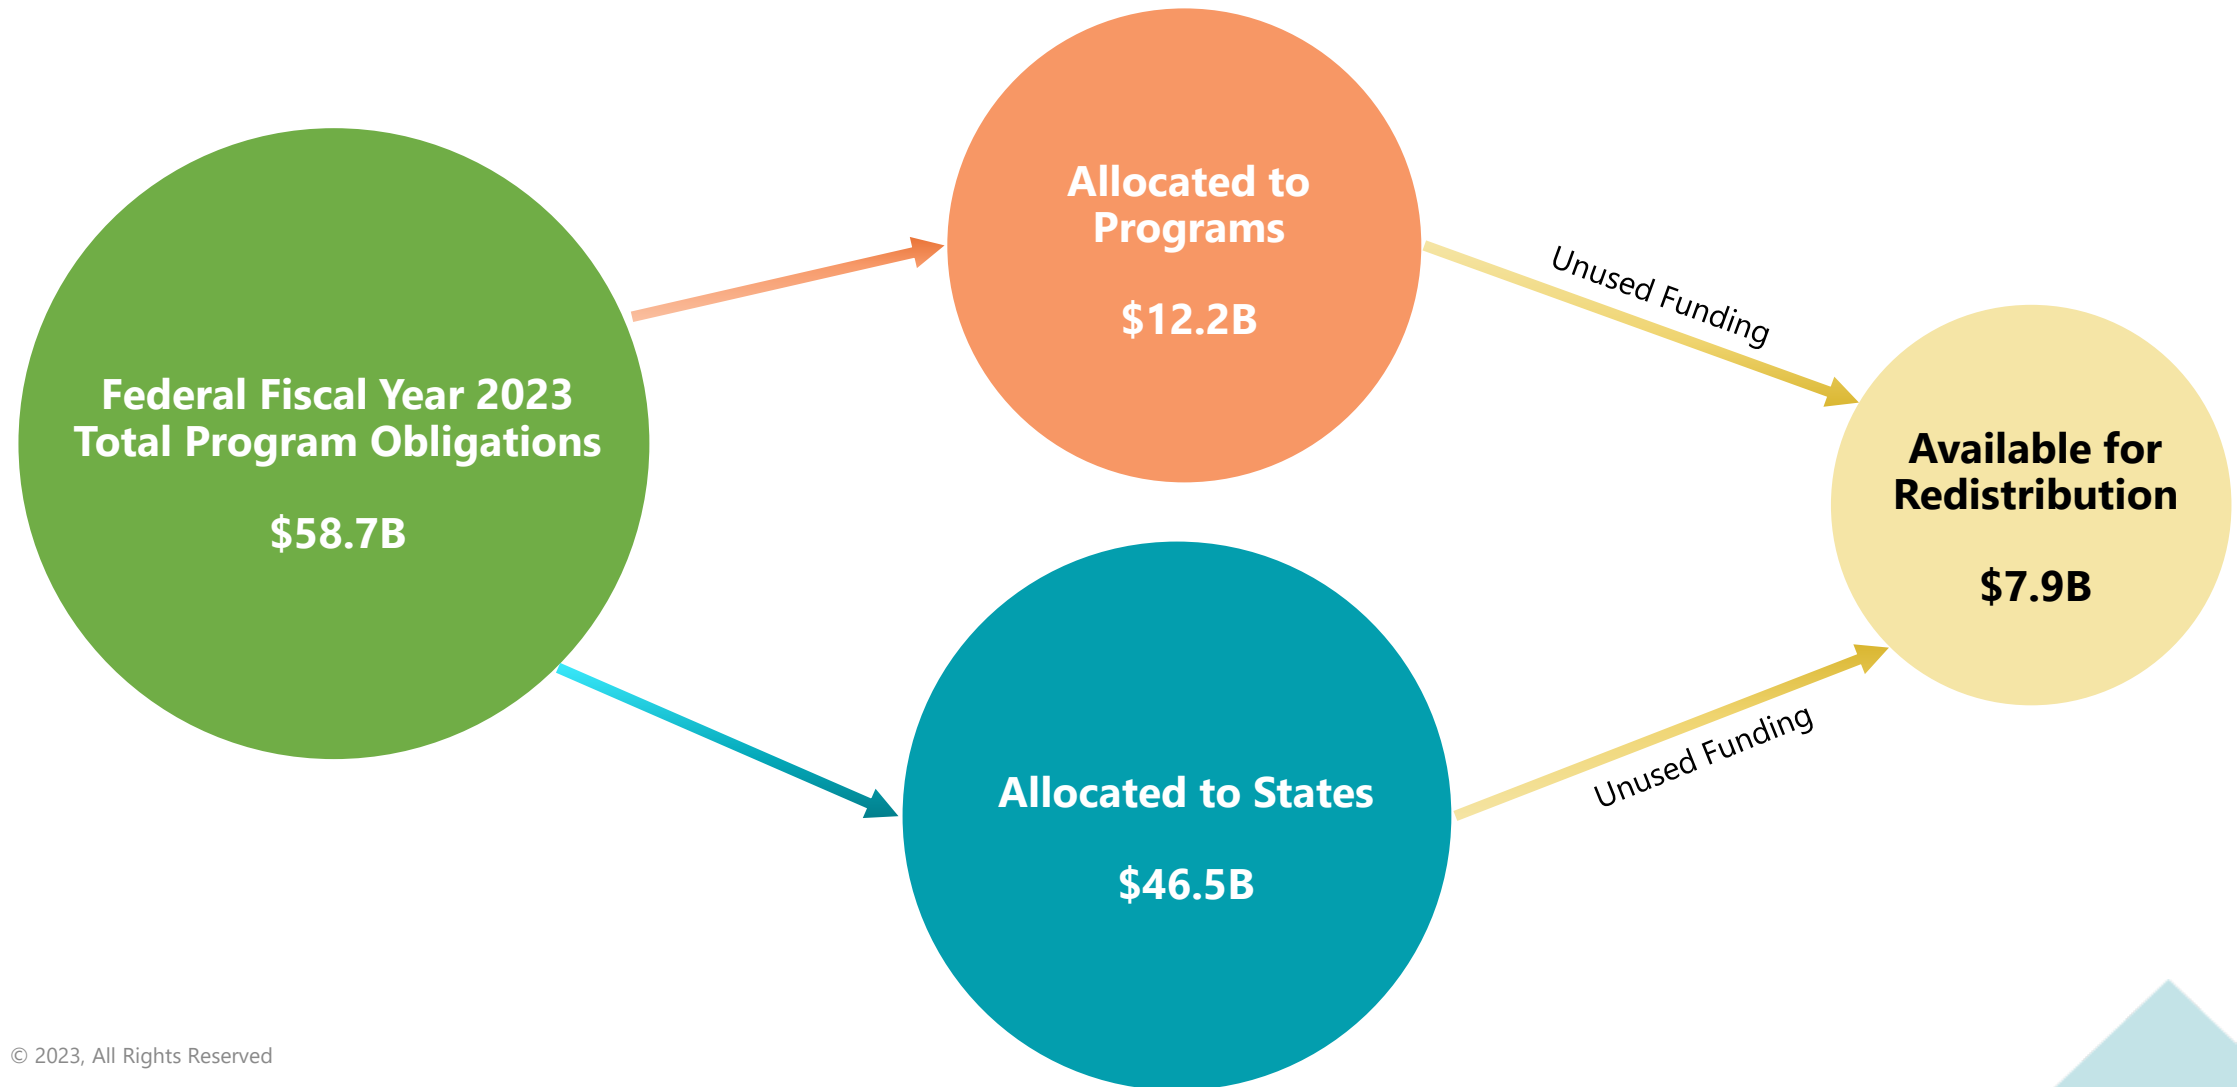 Federal Fiscal Year 2023
Total Program Obligations
$58.7B
Allocated to
Programs
$12.2B
Allocated to States
$46.5B
Unused Funding
Unused Funding
Available for
Redistribution
$7.9B
© 2023, All Rights Reserved